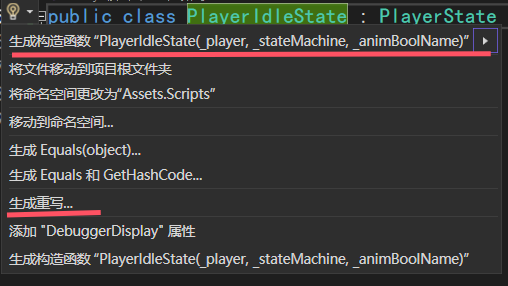 public class PlayerIdleState : PlayerState
生成构造函数 “PlayerIdleState(_player, _stateMachine, _animBoolName)”
将文件移动到项目根文件夹
将命名空间更改为“Assets.Scripts”
移动到命名空间...
生成 Equals(object)...
生成 Equals 和 GetHashCode...
生成重写...
添加 "DebuggerDisplay" 属性
生成构造函数 “PlayerIdleState(_player, _stateMachine, _animBoolName)”